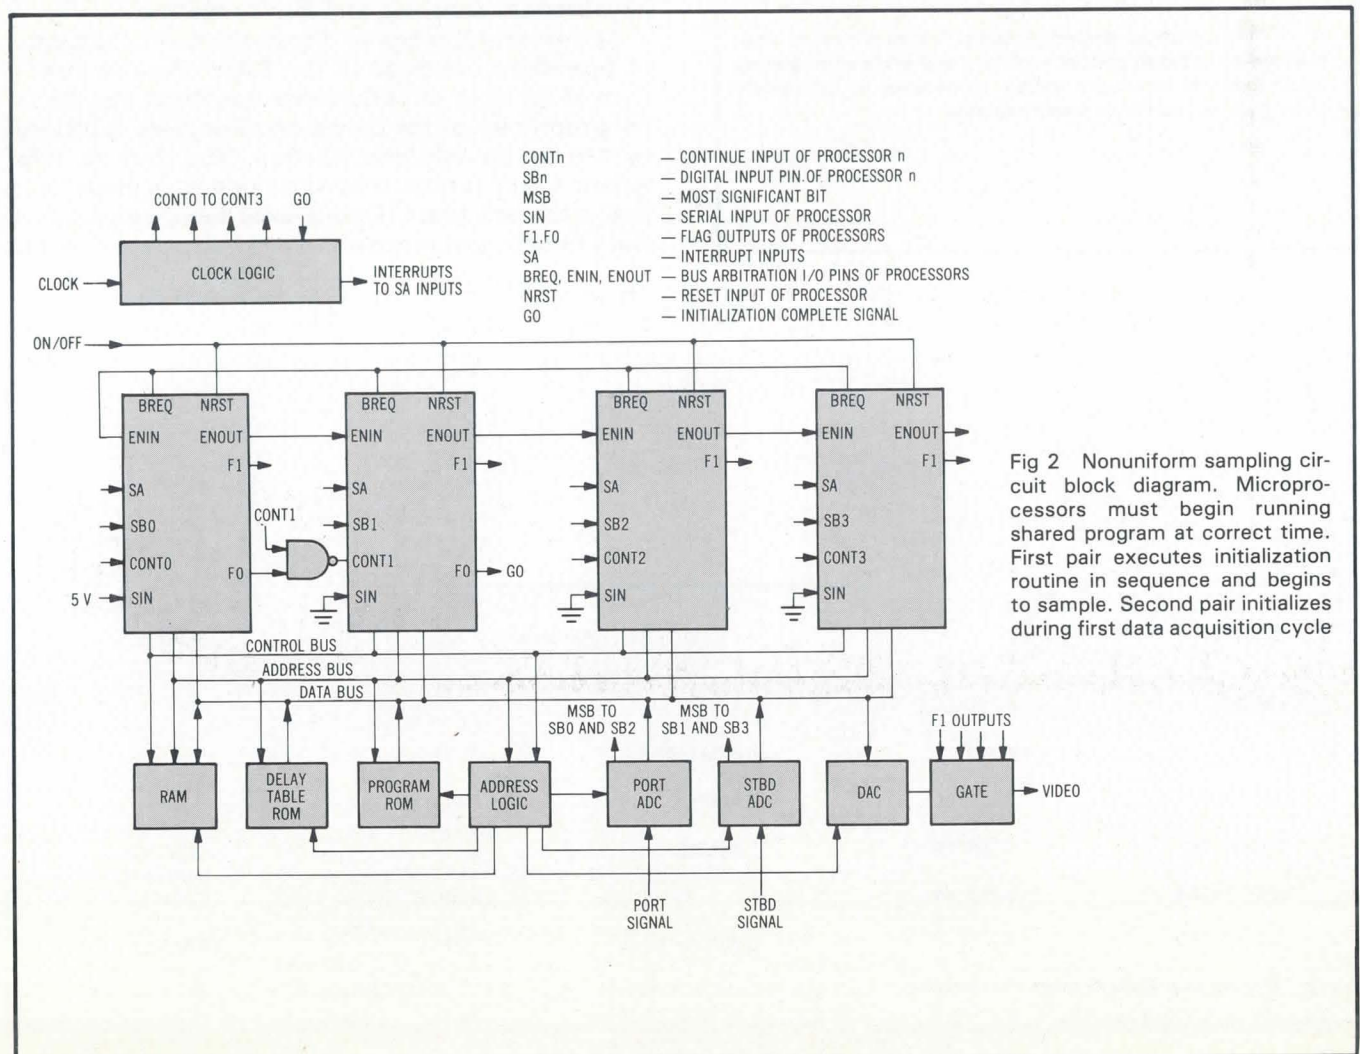 CONTn — CONTINUE INPUT OF PROCESSOR n
SBn — DIGITAL INPUT PIN OF PROCESSOR n
MSB — MOST SIGNIFICANT BIT
SIN — SERIAL INPUT OF PROCESSOR
F1,F0 — FLAG OUTPUTS OF PROCESSORS
SA — INTERRUPT INPUTS
BREQ, ENIN, ENOUT — BUS ARBITRATION I/O PINS OF PROCESSORS
NRST — RESET INPUT OF PROCESSOR
GO — INITIALIZATION COMPLETE SIGNAL
CONT0 TO CONT3 GO
CLOCK
CLOCK LOGIC
INTERRUPTS
TO SA INPUTS
ON/OFF
BREQ NRST
ENIN ENOUT
F1
SA
SB0
CONT0
F0
5 V
SIN
CONT1
BREQ NRST
ENIN ENOUT
F1
SA
SB1
CONT1
F0
GO
SIN
BREQ NRST
ENIN ENOUT
F1
SA
SB2
CONT2
SIN
BREQ NRST
ENIN ENOUT
F1
SA
SB3
CONT3
SIN
Fig 2 Nonuniform sampling cir-
cuit block diagram. Micropro-
cessors must begin running
shared program at correct time.
First pair executes initialization
routine in sequence and begins
to sample. Second pair initializes
during first data acquisition cycle
CONTROL BUS
ADDRESS BUS
DATA BUS
MSB TO
SB0 AND SB2
MSB TO
SB1 AND SB3
F1 OUTPUTS
RAM
DELAY
TABLE
ROM
PROGRAM
ROM
ADDRESS
LOGIC
PORT
ADC
STBD
ADC
DAC
GATE
VIDEO
PORT
SIGNAL
STBD
SIGNAL